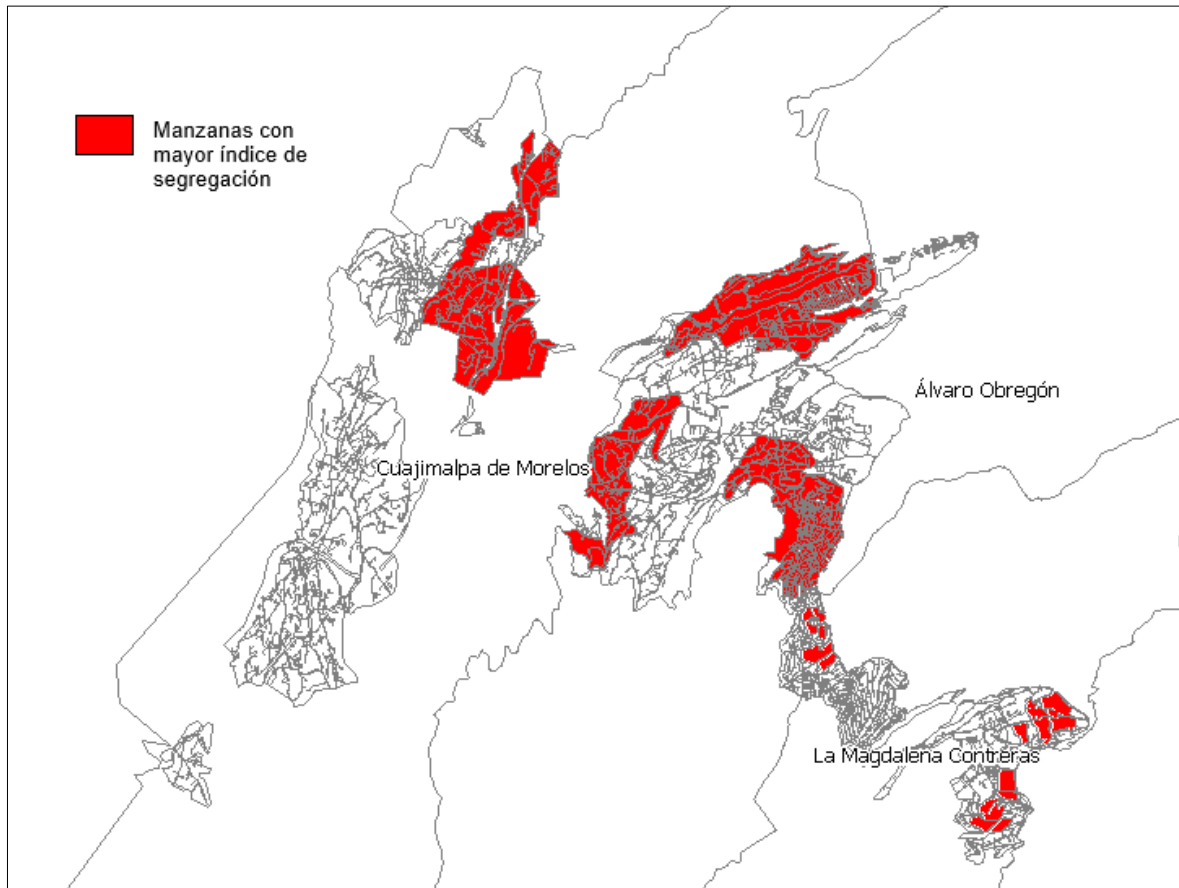 Manzanas con
mayor índice de
segregación
Álvaro Obregón
Cuajimalpa de Morelos
La Magdalena Contreras